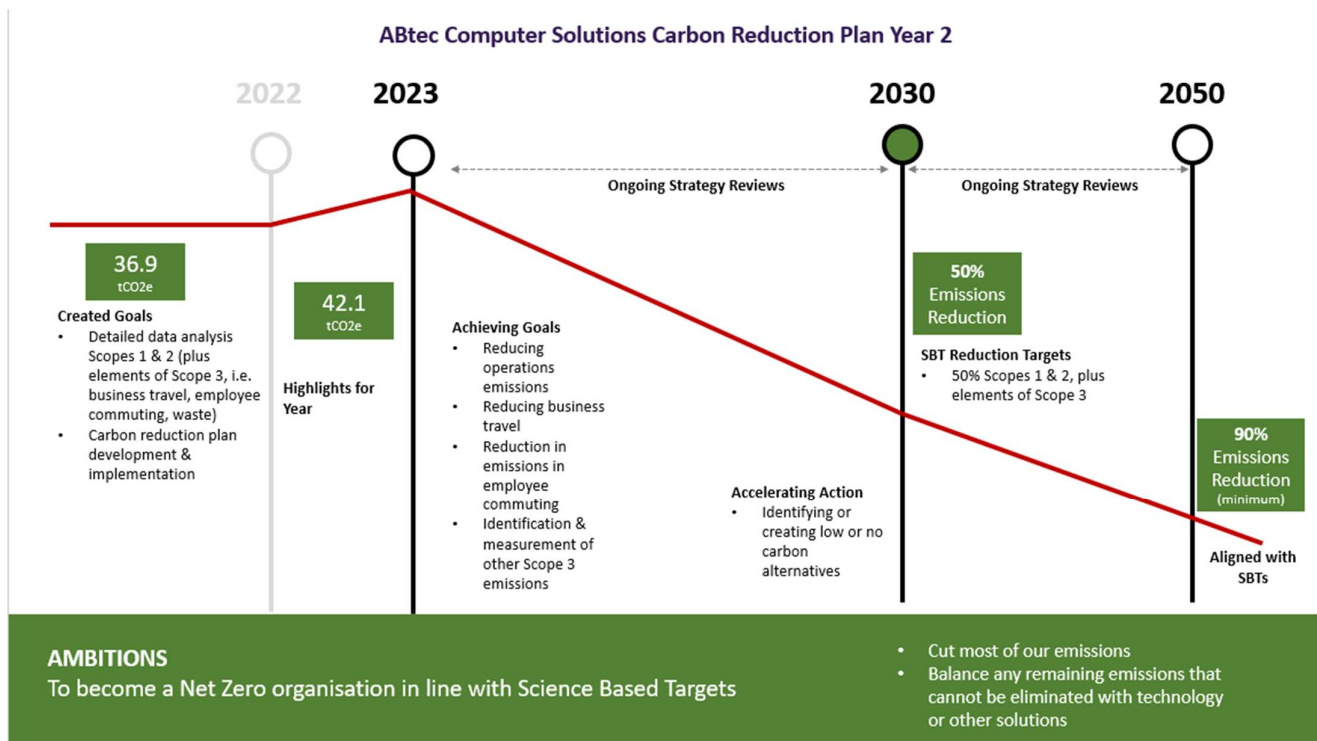 ABtec Computer Solutions Carbon Reduction Plan Year 2
2022
2023
2030
2050
Ongoing Strategy Reviews
Ongoing Strategy Reviews
36.9
tCO2e
Created Goals
• Detailed data analysis
Scopes 1 & 2 (plus
elements of Scope 3, i.e.
business travel, employee
commuting, waste)
• Carbon reduction plan
development &
implementation
42.1
tCO2e
Highlights for
Year
Achieving Goals
• Reducing
operations
emissions
• Reducing business
travel
• Reduction in
emissions in
employee
commuting
• Identification &
measurement of
other Scope 3
emissions
Accelerating Action
• Identifying or
creating low or no
carbon
alternatives
50%
Emissions
Reduction
SBT Reduction Targets
• 50% Scopes 1 & 2, plus
elements of Scope 3
90%
Emissions
Reduction
(minimum)
Aligned with
SBTs
AMBITIONS
To become a Net Zero organisation in line with Science Based Targets
• Cut most of our emissions
• Balance any remaining emissions that
cannot be eliminated with technology
or other solutions